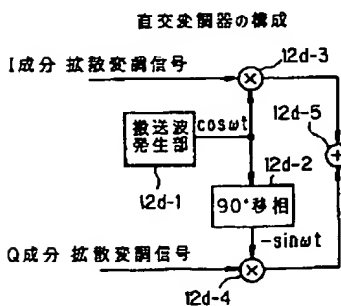 直交変調器の構成
I成分 拡散変調信号
12d-3
12d-5
搬送波
発生部
cosωt
12d-1
12d-2
90°移相
-sinωt
Q成分 拡散変調信号
12d-4